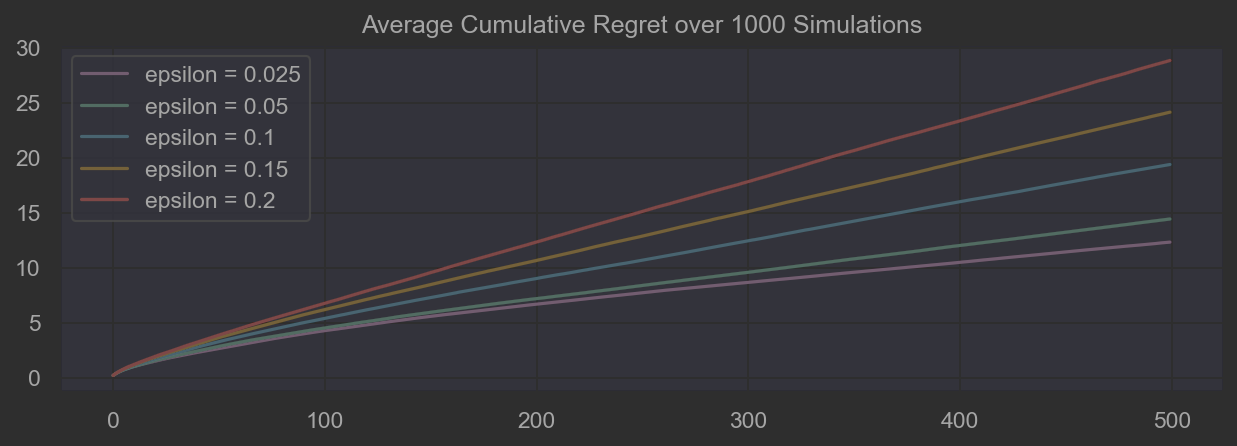 Average Cumulative Regret over 1000 Simulations
30
25
20
15
10
5
0
epsilon = 0.025
epsilon = 0.05
epsilon = 0.1
epsilon = 0.15
epsilon = 0.2
0 100 200 300 400 500